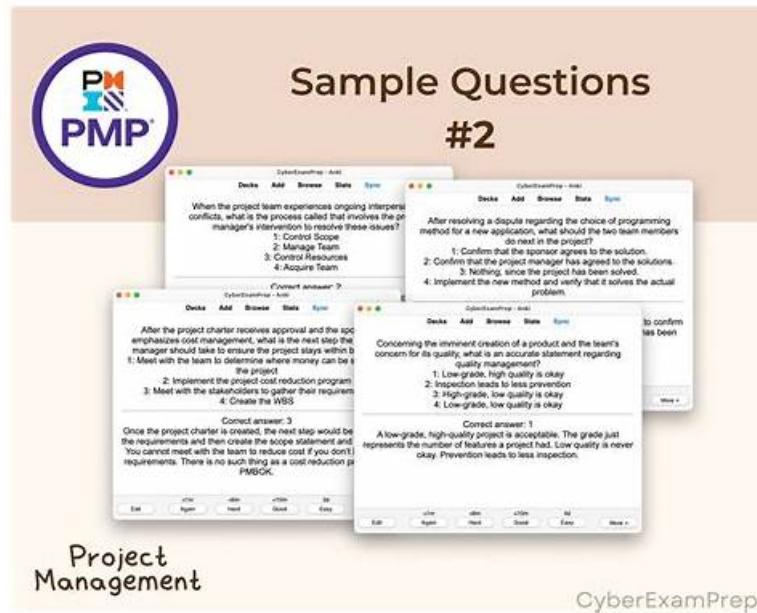 PMI
PMP®
Sample Questions
#2
CyberExamPrep - Anki
Decks Add Browse Stats Sync
When the project team experiences ongoing
conflicts, what is the process called that involves the
manager's intervention to resolve these issues?
1: Control Scope
2: Manage Team
3: Control Resources
4: Acquire Team
Correct answer: 2
CyberExamPrep - Anki
Decks Add Browse Stats Sync
After resolving a dispute regarding the choice of programming
method for a new application, what should the two team members
do next in the project?
1: Confirm that the sponsor agrees to the solution.
2: Confirm that the project manager has agreed to the solutions.
3: Nothing, since the project has been solved.
4: Implement the new method and verify that it solves the actual
problem.
to confirm
has been
More
CyberExamPrep - Anki
Decks Add Browse Stats Sync
After the project charter receives approval and the
emphasizes cost management, what is the next step the
manager should take to ensure the project stays within
1: Meet with the team to determine where money can be
the project
2: Implement the project cost reduction program
3: Meet with the stakeholders to gather their
4: Create the WBS
Correct answer: 3
Once the project charter is created, the next step would be
the requirements and then create the scope statement and
You cannot meet with the team to reduce cost if you don't
requirements. There is no such thing as a cost reduction
PMBOK.
<1m <6m <10m
Edit Again Hard Good Easy
CyberExamPrep - Anki
Decks Add Browse Stats Sync
Concerning the imminent creation of a product and the team's
concern for its quality, what is an accurate statement regarding
quality management?
1: Low-grade, high quality is okay
2: Inspection leads to less prevention
3: High-grade, low quality is okay
4: Low-grade, low quality is okay
Correct answer: 1
A low-grade, high-quality project is acceptable. The grade just
represents the number of features a project had. Low quality is never
okay. Prevention leads to less inspection.
<1m <6m <10m
Edit Again Hard Good Easy More
Project
Management
CyberExamPrep